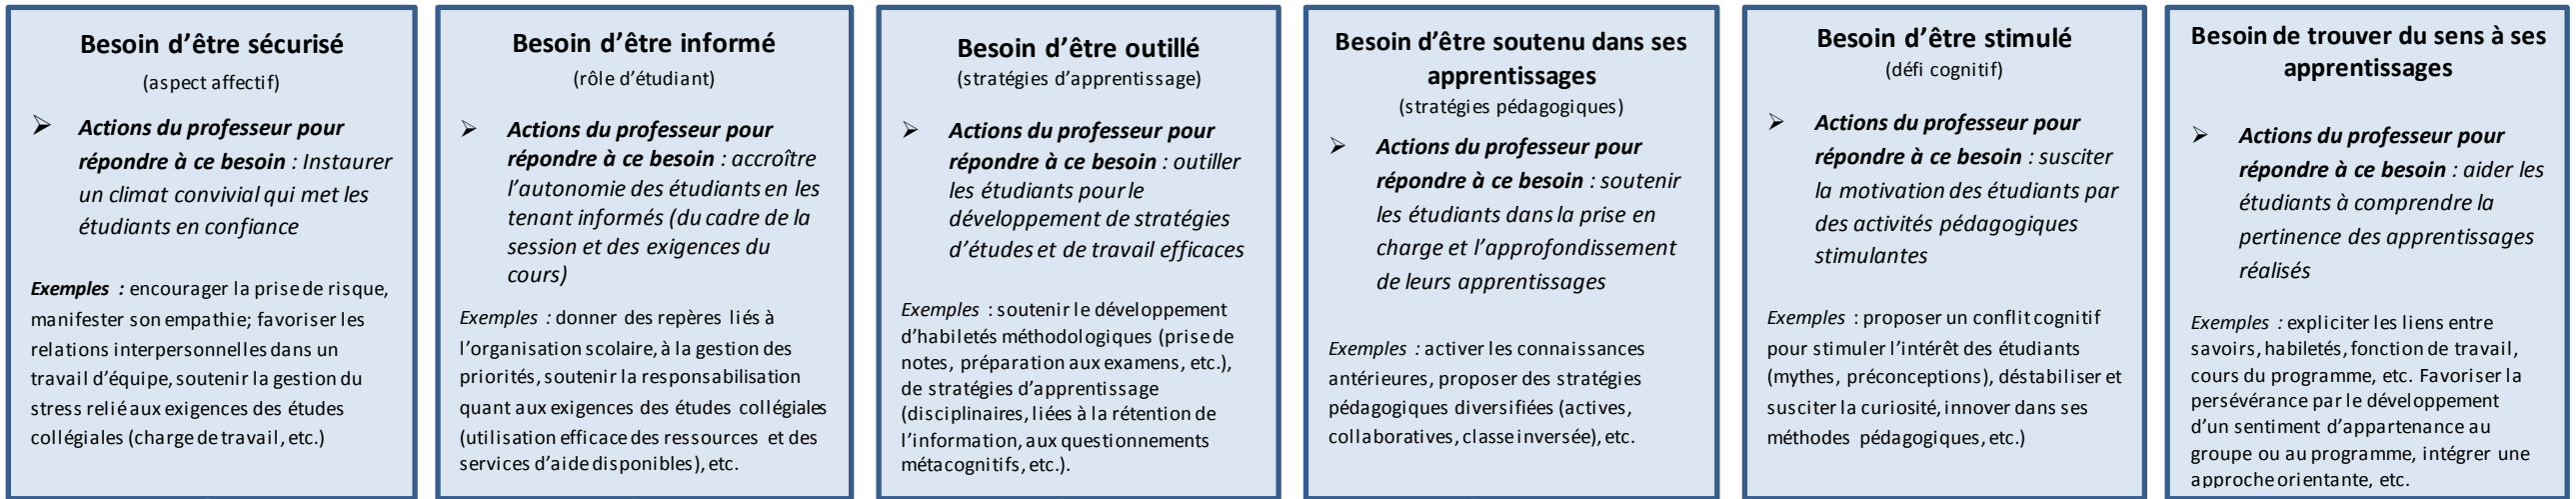 Besoin d'être sécurisé
(aspect affectif)
➢ Actions du professeur pour
répondre à ce besoin : Instaurer
un climat convivial qui met les
étudiants en confiance
Exemples : encourager la prise de risque,
manifester son empathie; favoriser les
relations interpersonnelles dans un
travail d'équipe, soutenir la gestion du
stress relié aux exigences des études
collégiales (charge de travail, etc.)
Besoin d'être informé
(rôle d'étudiant)
➢ Actions du professeur pour
répondre à ce besoin : accroître
l'autonomie des étudiants en les
tenant informés (du cadre de la
session et des exigences du
cours)
Exemples : donner des repères liés à
l'organisation scolaire, à la gestion des
priorités, soutenir la responsabilisation
quant aux exigences des études collégiales
(utilisation efficace des ressources et des
services d'aide disponibles), etc.
Besoin d'être outillé
(stratégies d'apprentissage)
➢ Actions du professeur pour
répondre à ce besoin : outiller
les étudiants pour le
développement de stratégies
d'études et de travail efficaces
Exemples : soutenir le développement
d'habiletés méthodologiques (prise de
notes, préparation aux examens, etc.),
de stratégies d'apprentissage
(disciplinaires, liées à la rétention de
l'information, aux questionnements
métacognitifs, etc.).
Besoin d'être soutenu dans ses
apprentissages
(stratégies pédagogiques)
➢ Actions du professeur pour
répondre à ce besoin : soutenir
les étudiants dans la prise en
charge et l'approfondissement
de leurs apprentissages
Exemples : activer les connaissances
antérieures, proposer des stratégies
pédagogiques diversifiées (actives,
collaboratives, classe inversée), etc.
Besoin d'être stimulé
(défi cognitif)
➢ Actions du professeur pour
répondre à ce besoin : susciter
la motivation des étudiants par
des activités pédagogiques
stimulantes
Exemples : proposer un conflit cognitif
pour stimuler l'intérêt des étudiants
(mythes, préconceptions), déstabiliser et
susciter la curiosité, innover dans ses
méthodes pédagogiques, etc.)
Besoin de trouver du sens à ses
apprentissages
➢ Actions du professeur pour
répondre à ce besoin : aider les
étudiants à comprendre la
pertinence des apprentissages
réalisés
Exemples : expliciter les liens entre
savoirs, habiletés, fonction de travail,
cours du programme, etc. Favoriser la
persévérance par le développement
d'un sentiment d'appartenance au
groupe ou au programme, intégrer une
approche orientante, etc.